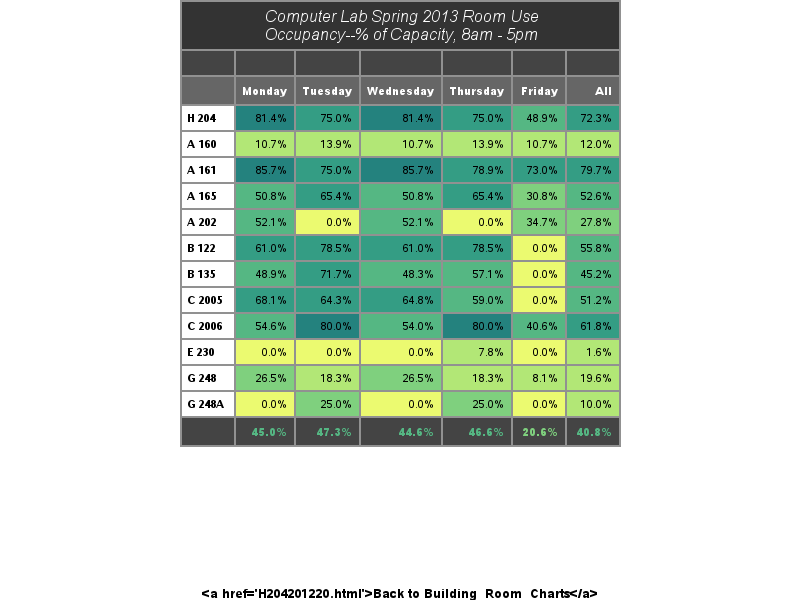 Computer Lab Spring 2013 Room Use
Occupancy--% of Capacity, 8am - 5pm
Monday Tuesday Wednesday Thursday Friday All
H 204 81.4% 75.0% 81.4% 75.0% 48.9% 72.3%
A 160 10.7% 13.9% 10.7% 13.9% 10.7% 12.0%
A 161 85.7% 75.0% 85.7% 78.9% 73.0% 79.7%
A 165 50.8% 65.4% 50.8% 65.4% 30.8% 52.6%
A 202 52.1% 0.0% 52.1% 0.0% 34.7% 27.8%
B 122 61.0% 78.5% 61.0% 78.5% 0.0% 55.8%
B 135 48.9% 71.7% 48.3% 57.1% 0.0% 45.2%
C 2005 68.1% 64.3% 64.8% 59.0% 0.0% 51.2%
C 2006 54.6% 80.0% 54.0% 80.0% 40.6% 61.8%
E 230 0.0% 0.0% 0.0% 7.8% 0.0% 1.6%
G 248 26.5% 18.3% 26.5% 18.3% 8.1% 19.6%
G 248A 0.0% 25.0% 0.0% 25.0% 0.0% 10.0%
45.0% 47.3% 44.6% 46.6% 20.6% 40.8%
<a href='H204201220.html'>Back to Building_Room_Charts</a>